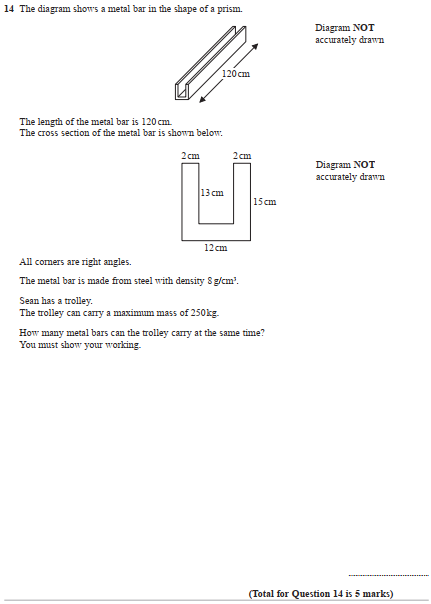 14 The diagram shows a metal bar in the shape of a prism.
Diagram NOT
accurately drawn
120 cm
The length of the metal bar is 120 cm.
The cross section of the metal bar is shown below.
2 cm 2 cm
Diagram NOT
accurately drawn
13 cm
15 cm
12 cm
All corners are right angles.
The metal bar is made from steel with density 8 g/cm³.
Sean has a trolley.
The trolley can carry a maximum mass of 250 kg.
How many metal bars can the trolley carry at the same time?
You must show your working.
(Total for Question 14 is 5 marks)